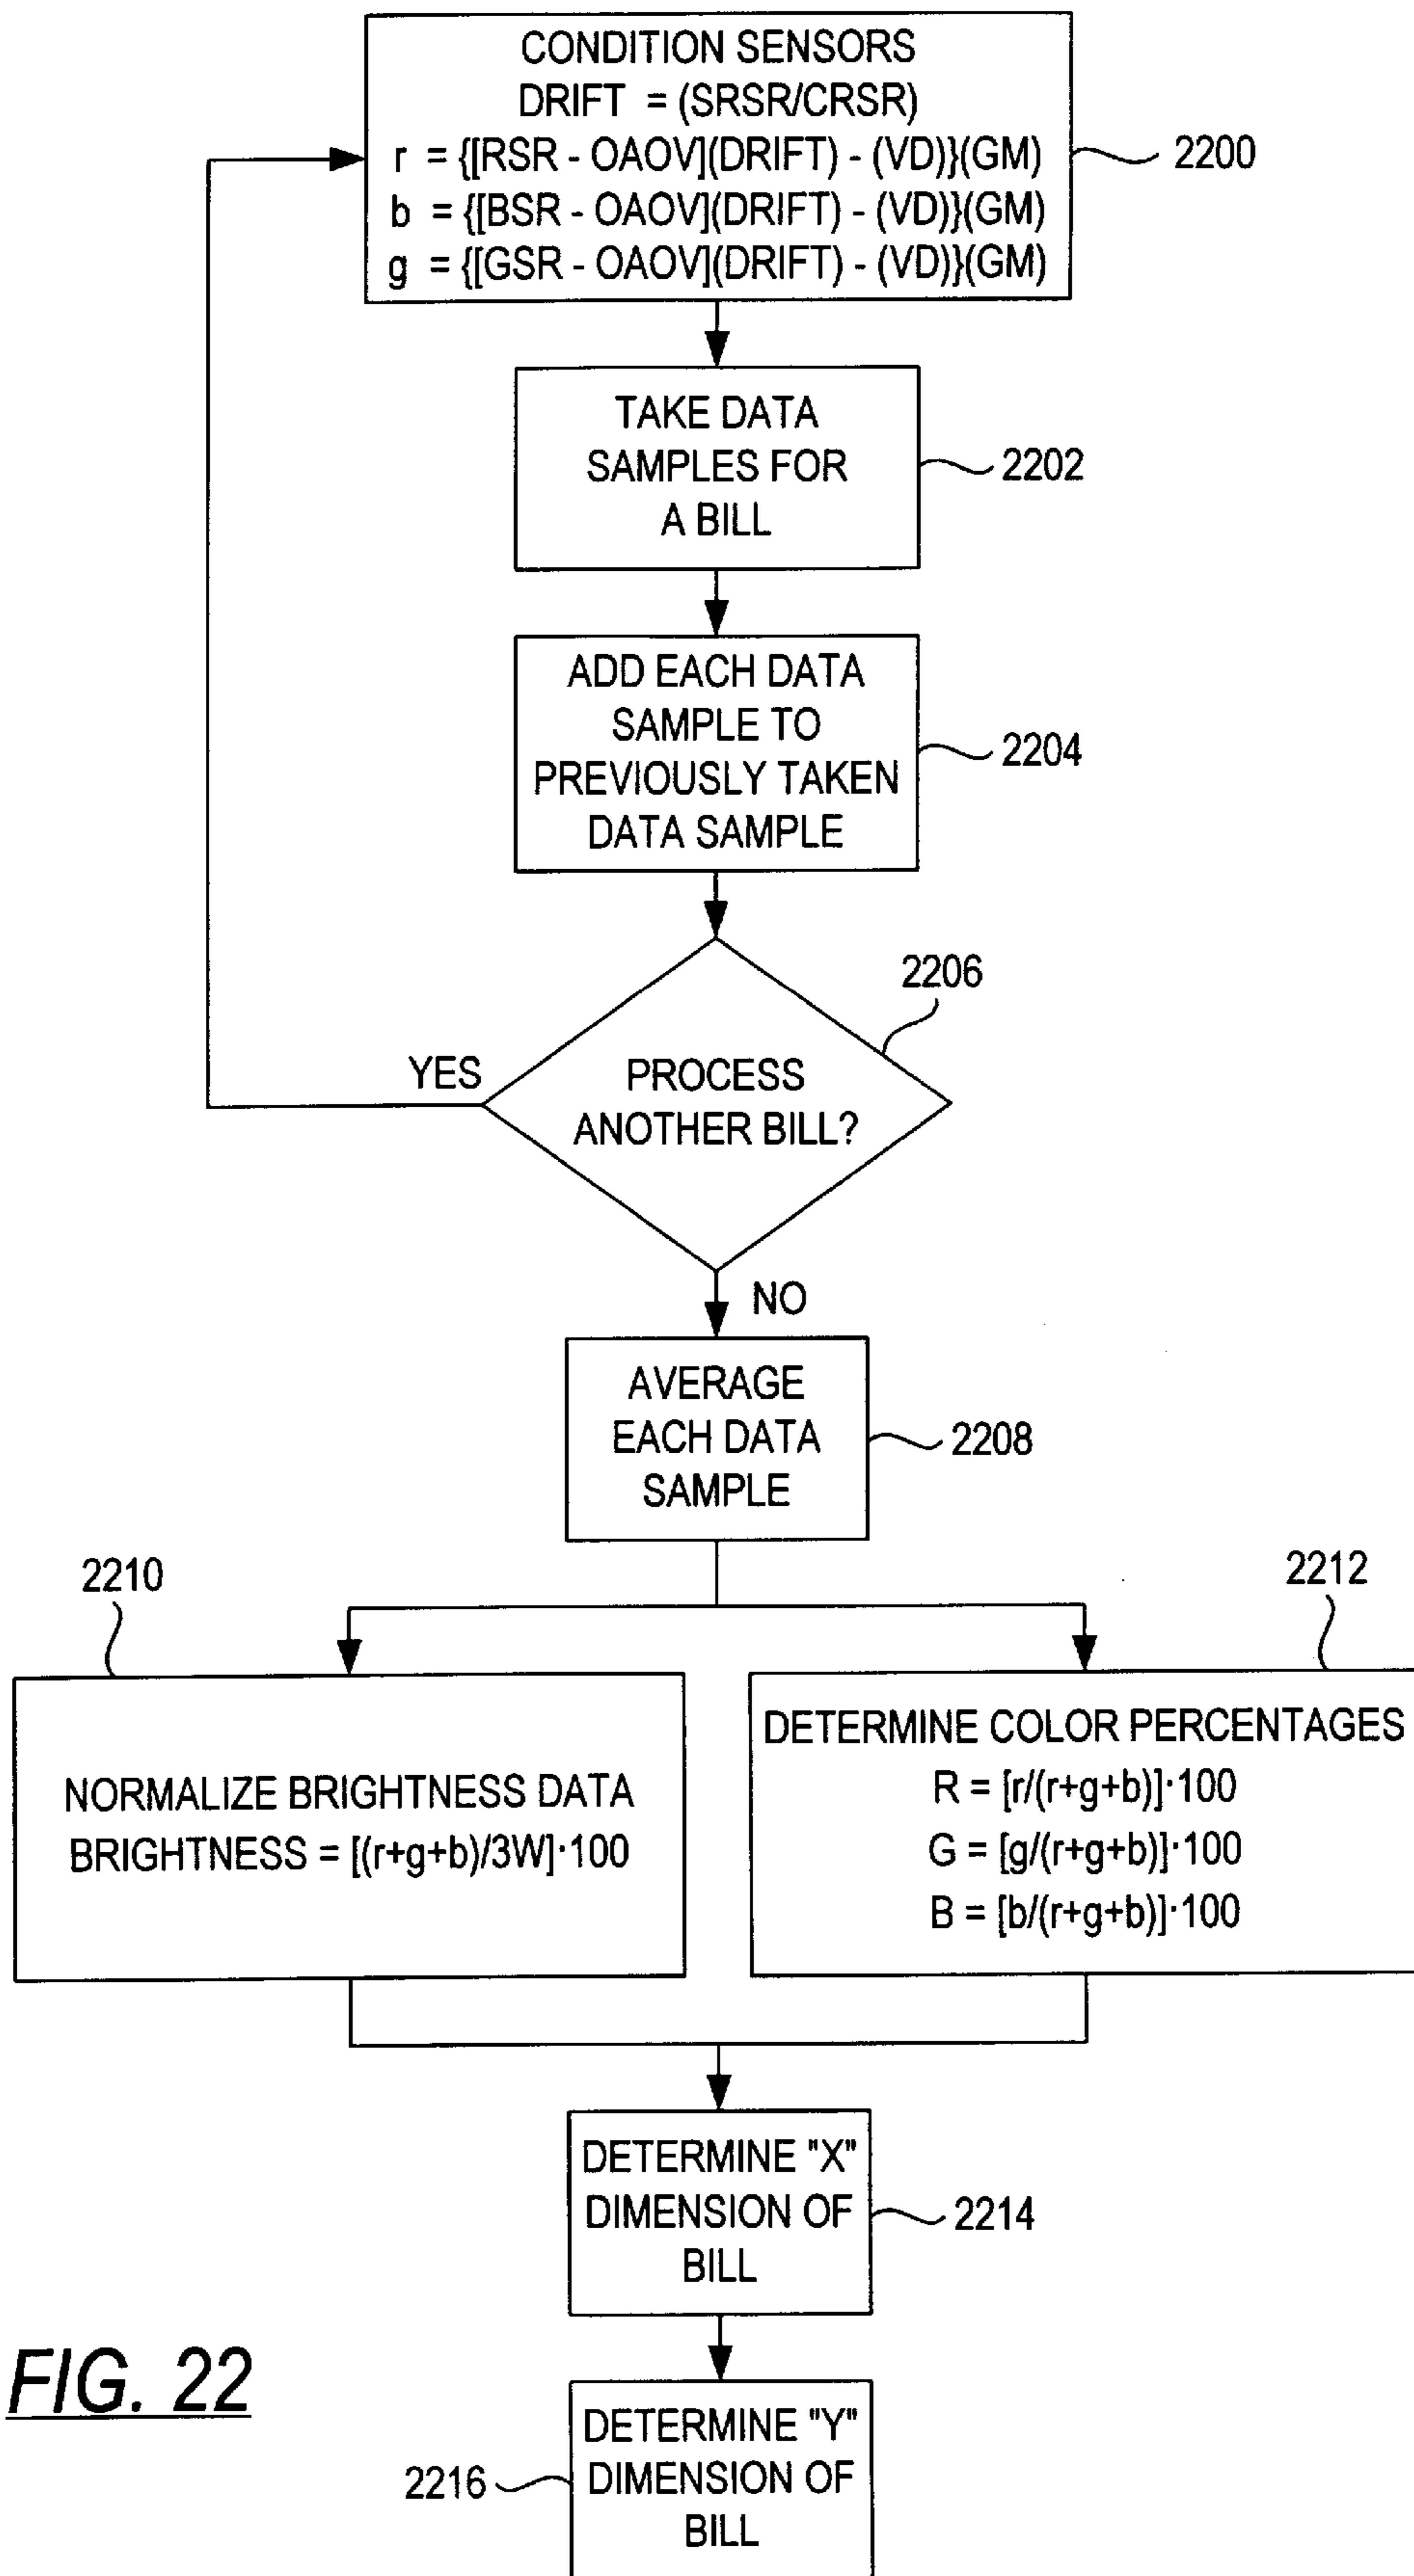 CONDITION SENSORS
DRIFT = (SRSR/CRSR)
r = {[RSR - OAOV](DRIFT) - (VD)}(GM)
b = {[BSR - OAOV](DRIFT) - (VD)}(GM)
g = {[GSR - OAOV](DRIFT) - (VD)}(GM)
2200
TAKE DATA
SAMPLES FOR
A BILL
2202
ADD EACH DATA
SAMPLE TO
PREVIOUSLY TAKEN
DATA SAMPLE
2204
2206
YES
PROCESS
ANOTHER BILL?
NO
AVERAGE
EACH DATA
SAMPLE
2208
2210
NORMALIZE BRIGHTNESS DATA
BRIGHTNESS = [(r+g+b)/3W]·100
2212
DETERMINE COLOR PERCENTAGES
R = [r/(r+g+b)]·100
G = [g/(r+g+b)]·100
B = [b/(r+g+b)]·100
DETERMINE "X"
DIMENSION OF
BILL
2214
FIG. 22
DETERMINE "Y"
DIMENSION OF
BILL
2216